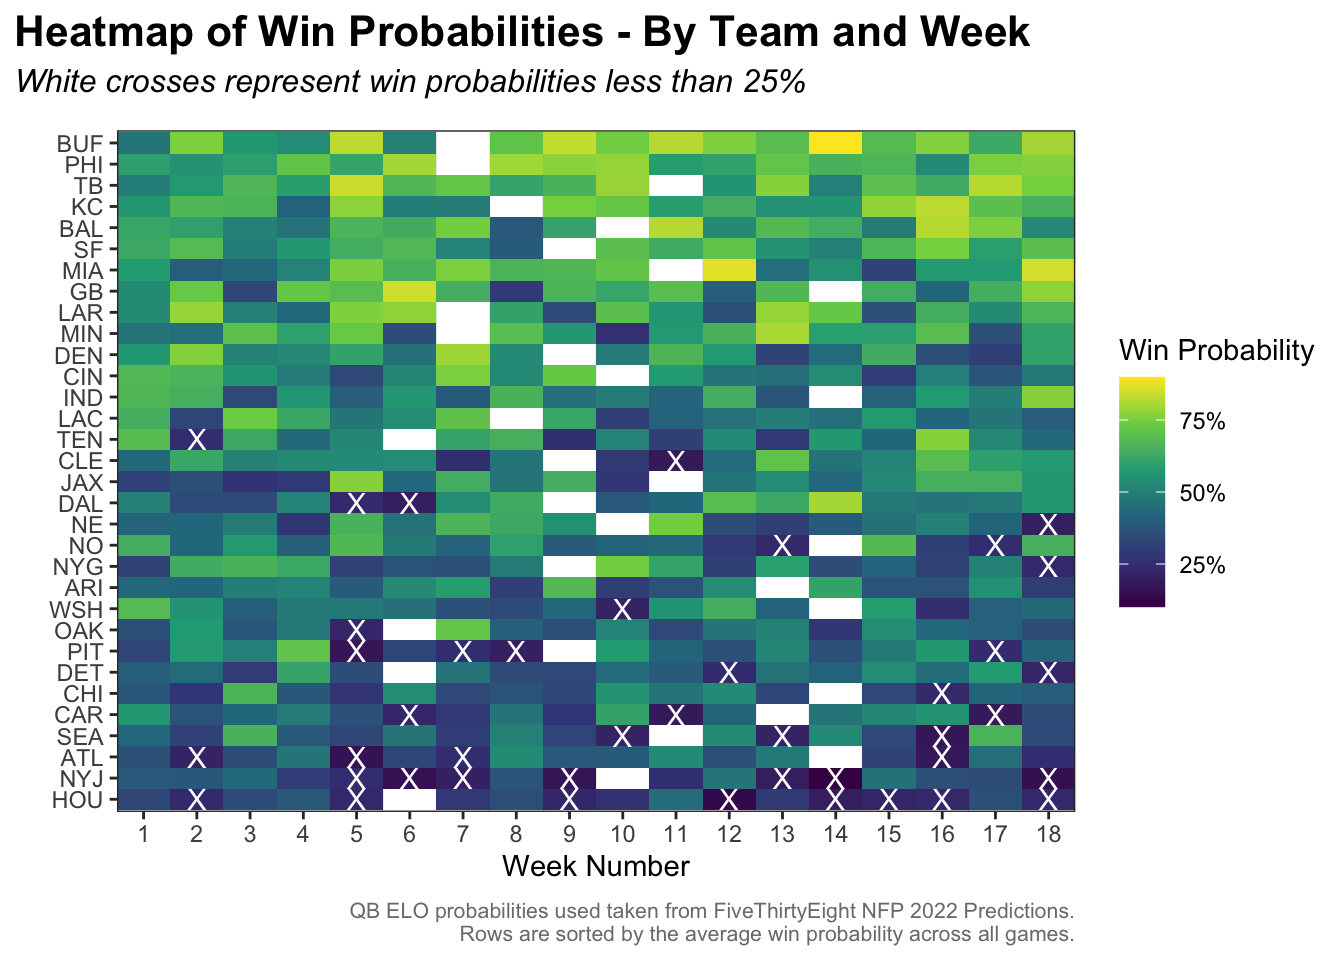 Heatmap of Win Probabilities - By Team and Week
White crosses represent win probabilities less than 25%
BUF
PHI
TB
KC
BAL
SF
MIA
GB
LAR
MIN
DEN
CIN
IND
LAC
TEN X
CLE X
JAX
DAL X X
NE X
NO X X
NYG X
ARI
WSH X
OAK X
PIT X X X X
DET X X
CHI X
CAR X X X
SEA X X X
ATL X X X X
NYJ X X X X X X X
HOU X X X X X X X X
1 2 3 4 5 6 7 8 9 10 11 12 13 14 15 16 17 18
Week Number
Win Probability
75%
50%
25%
QB ELO probabilities used taken from FiveThirtyEight NFP 2022 Predictions.
Rows are sorted by the average win probability across all games.